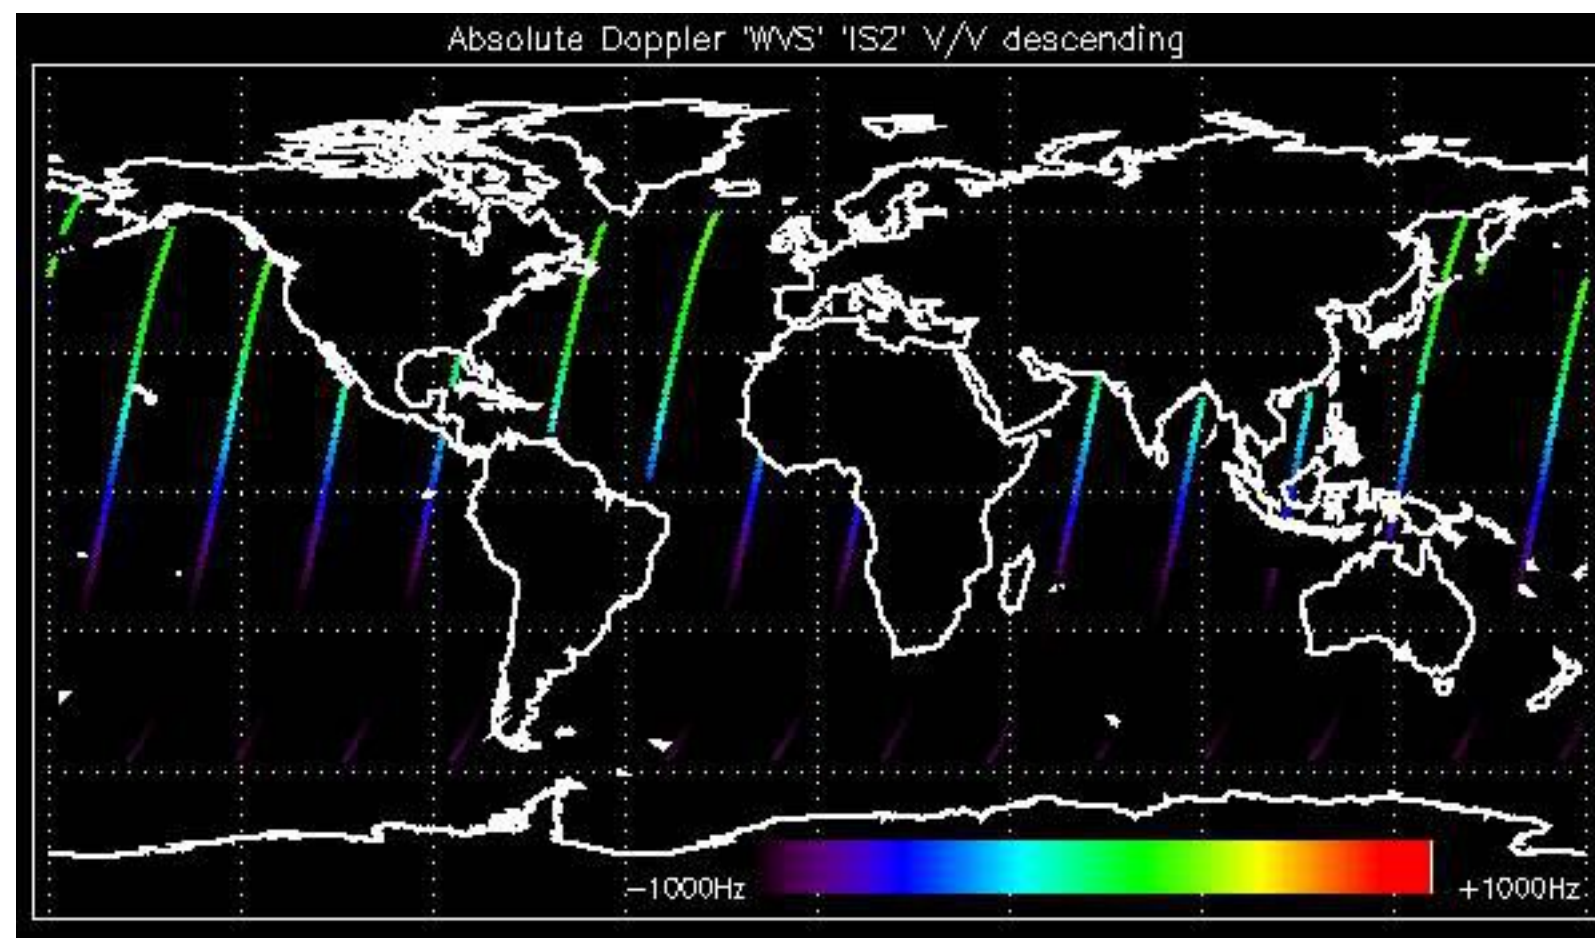 Absolute Doppler 'WVS' 'IS2' V/V descending
−1000Hz
+1000Hz